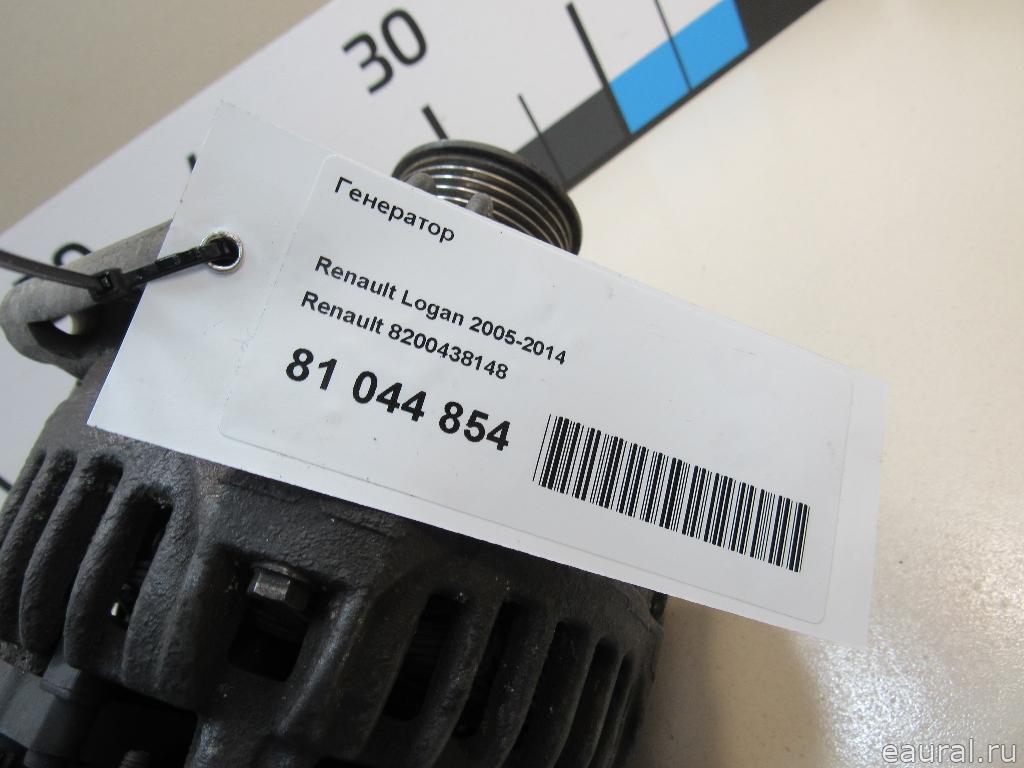 30
Генератор
Renault Logan 2005-2014
Renault 8200438148
81 044 854
eaural.ru